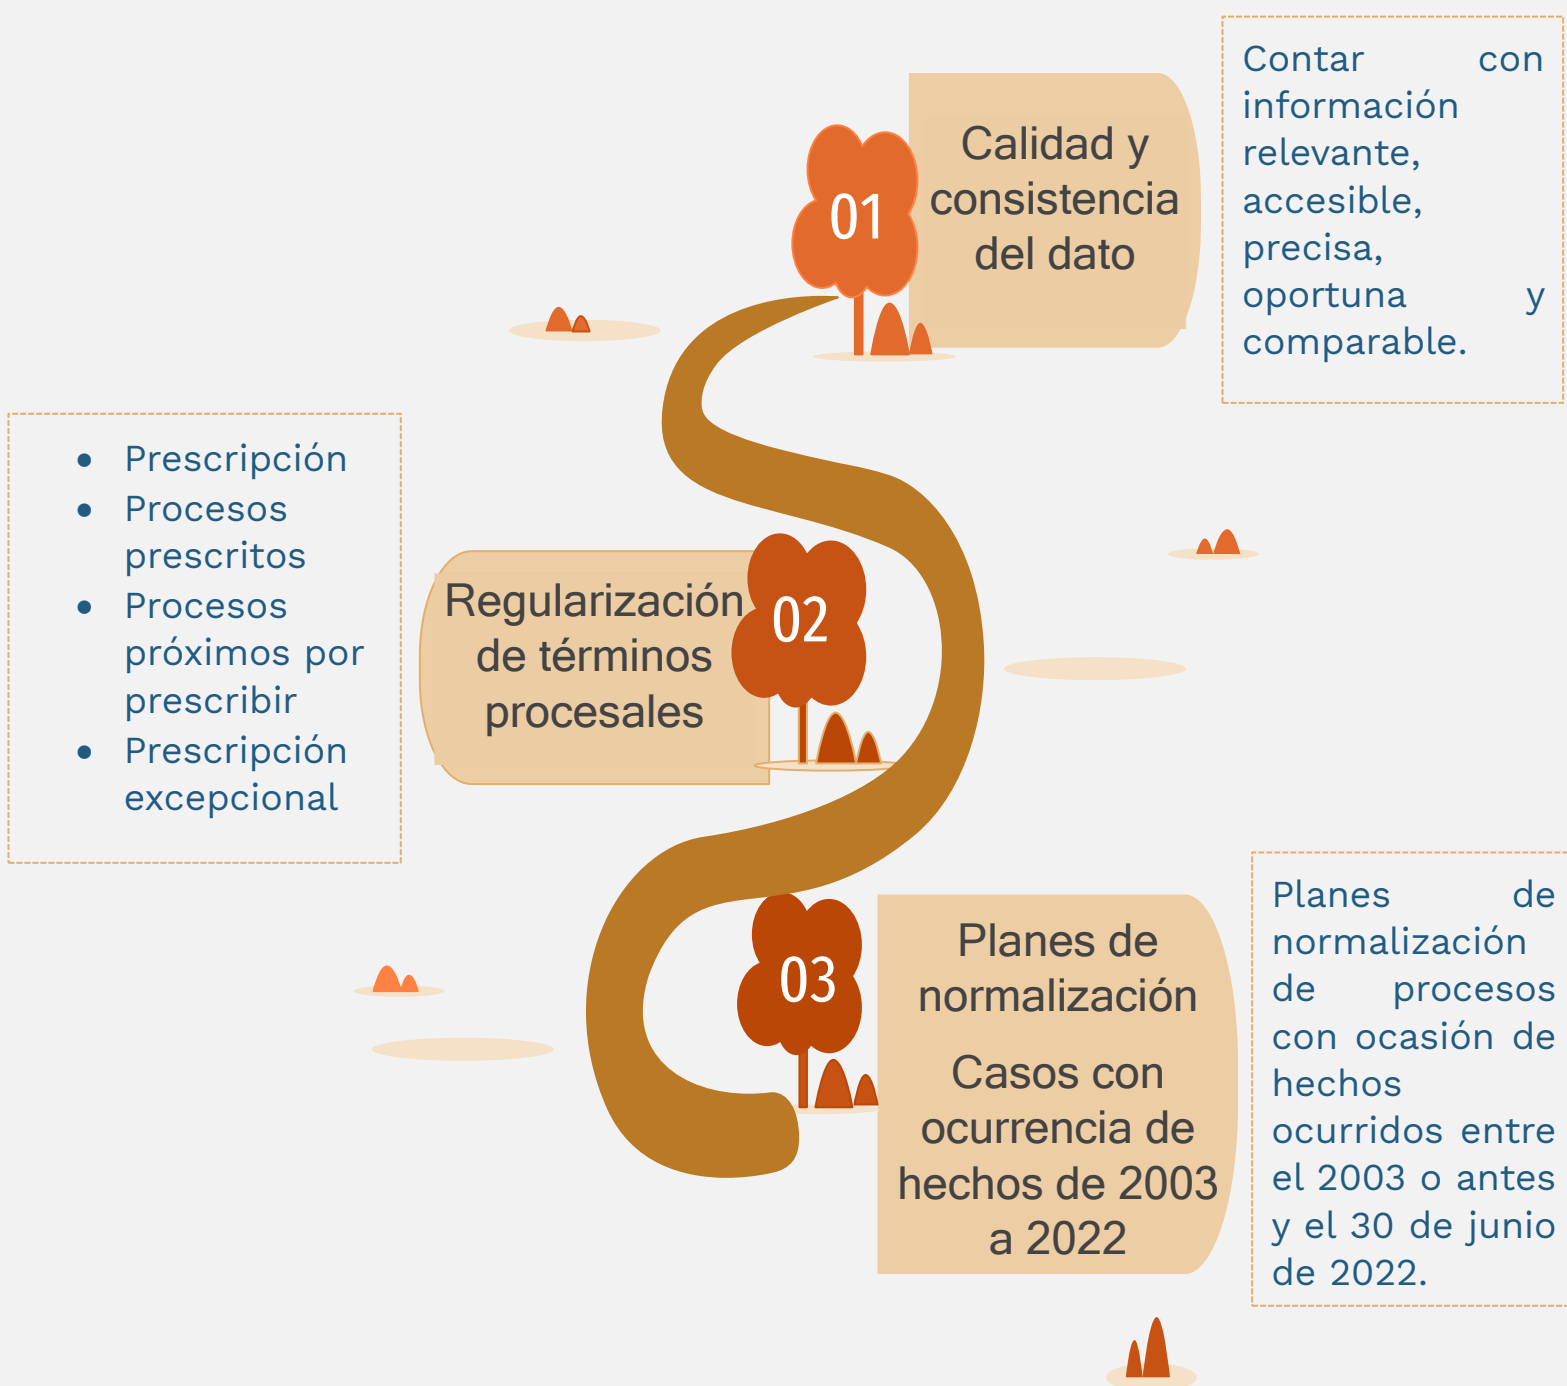 01
Calidad y
consistencia
del dato
Contar con
información
relevante,
accesible,
precisa,
oportuna y
comparable.
• Prescripción
• Procesos
prescritos
• Procesos
próximos por
prescribir
• Prescripción
excepcional
Regularización
de términos
procesales
02
03
Planes de
normalización
Casos con
ocurrencia de
hechos de 2003
a 2022
Planes de
normalización
de procesos
con ocasión de
hechos
ocurridos entre
el 2003 o antes
y el 30 de junio
de 2022.